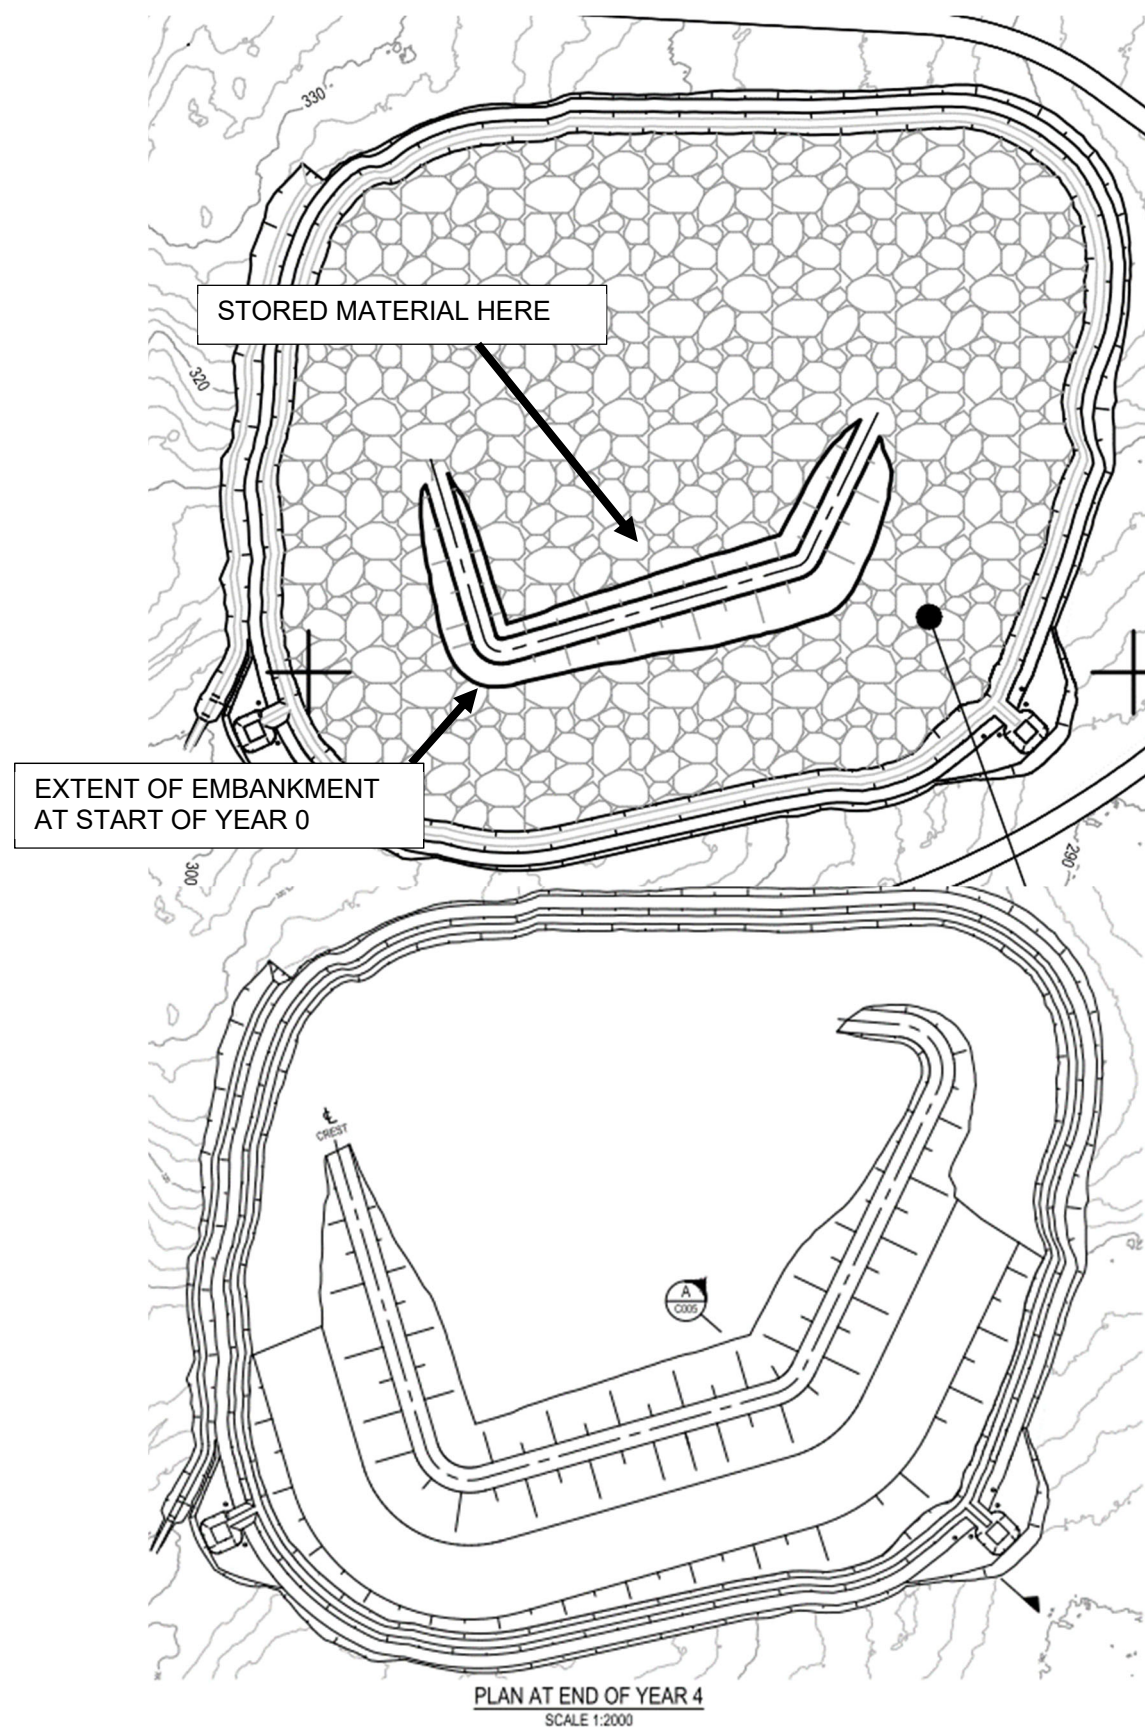 330
STORED MATERIAL HERE
320
EXTENT OF EMBANKMENT
AT START OF YEAR 0
300
290
℄
CREST
A
C005
PLAN AT END OF YEAR 4
SCALE 1:2000